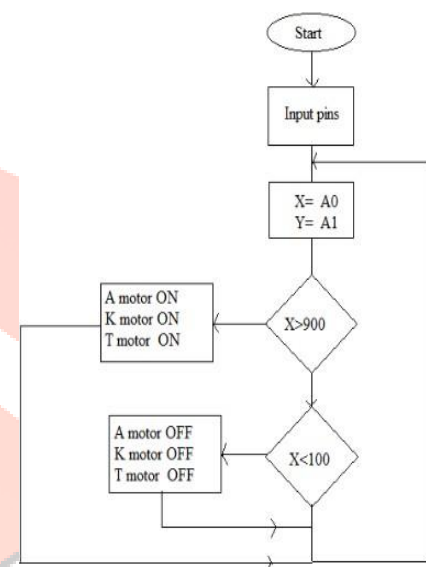 Start
Input pins
X= A0
Y= A1
X>900
A motor ON
K motor ON
T motor ON
X<100
A motor OFF
K motor OFF
T motor OFF